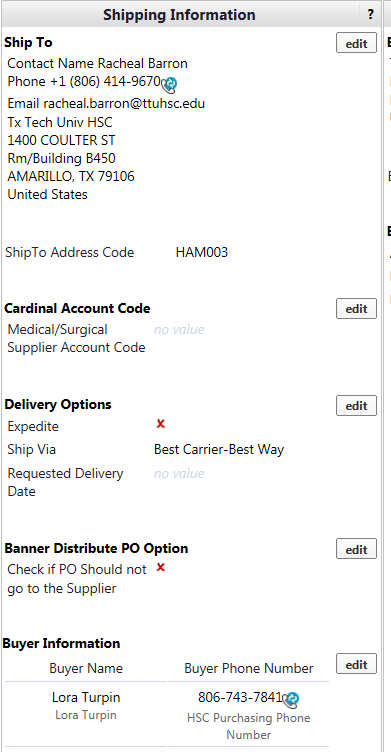 Shipping Information ?
Ship To edit
Contact Name Racheal Barron
Phone +1 (806) 414-9670
Email racheal.barron@ttuhsc.edu
Tx Tech Univ HSC
1400 COULTER ST
Rm/Building B450
AMARILLO, TX 79106
United States
ShipTo Address Code HAM003
Cardinal Account Code edit
Medical/Surgical no value
Supplier Account Code
Delivery Options edit
Expedite
Ship Via Best Carrier-Best Way
Requested Delivery no value
Date
Banner Distribute PO Option edit
Check if PO Should not
go to the Supplier
Buyer Information edit
Buyer Name Buyer Phone Number
Lora Turpin 806-743-7841
Lora Turpin HSC Purchasing Phone
Number